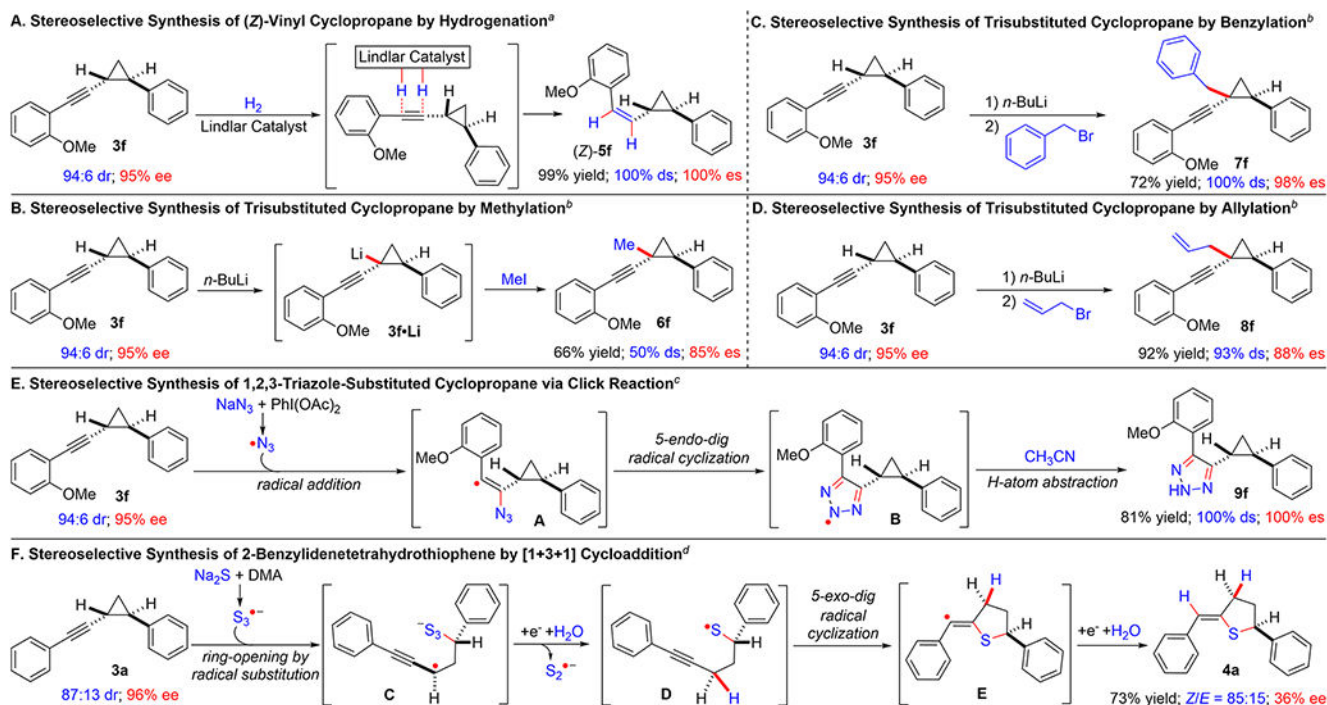 A. Stereoselective Synthesis of (Z)-Vinyl Cyclopropane by Hydrogenation^a
H H
OMe
3f
94:6 dr; 95% ee
H2
Lindlar Catalyst
Lindlar Catalyst
H H
H
H
OMe
MeO
H H
H
H
(Z)-5f
99% yield; 100% ds; 100% es
C. Stereoselective Synthesis of Trisubstituted Cyclopropane by Benzylation^b
H H
OMe
3f
94:6 dr; 95% ee
1) n-BuLi
2)
Br
H
OMe
7f
72% yield; 100% ds; 98% es
B. Stereoselective Synthesis of Trisubstituted Cyclopropane by Methylation^b
H H
OMe
3f
94:6 dr; 95% ee
n-BuLi
Li H
OMe
3f•Li
MeI
Me H
OMe
6f
66% yield; 50% ds; 85% es
D. Stereoselective Synthesis of Trisubstituted Cyclopropane by Allylation^b
H H
OMe
3f
94:6 dr; 95% ee
1) n-BuLi
2)
Br
H
OMe
8f
92% yield; 93% ds; 88% es
E. Stereoselective Synthesis of 1,2,3-Triazole-Substituted Cyclopropane via Click Reaction^c
H H
OMe
3f
94:6 dr; 95% ee
NaN3 + PhI(OAc)2
•N3
radical addition
MeO
H H
N3
A
5-endo-dig
radical cyclization
MeO
H H
N
N
N
B
CH3CN
H-atom abstraction
MeO
H H
N
HN
N
9f
81% yield; 100% ds; 100% es
F. Stereoselective Synthesis of 2-Benzylidenetetrahydrothiophene by [1+3+1] Cycloaddition^d
H H
3a
87:13 dr; 96% ee
Na2S + DMA
S3•−
ring-opening by
radical substitution
−S3
H
H
C
+e- +H2O
S2•−
•S
H
H
H
D
5-exo-dig
radical
cyclization
H
H
S
H
E
+e- +H2O
H
H
H
S
H
4a
73% yield; Z/E = 85:15; 36% ee